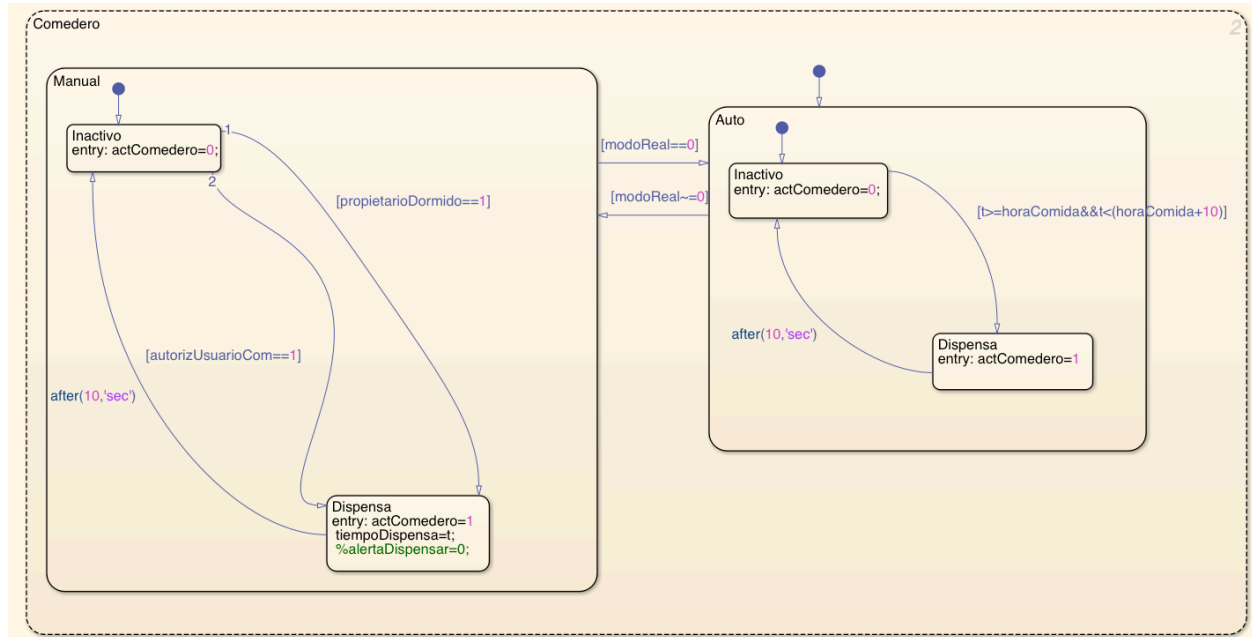 Comedero
2
Manual
Inactivo
entry: actComedero=0;
1
2
[propietarioDormido==1]
[autorizUsuarioCom==1]
after(10,'sec')
Dispensa
entry: actComedero=1
tiempoDispensa=t;
%alertaDispensar=0;
[modoReal==0]
[modoReal~=0]
Auto
Inactivo
entry: actComedero=0;
[t>=horaComida&&t<(horaComida+10)]
after(10,'sec')
Dispensa
entry: actComedero=1